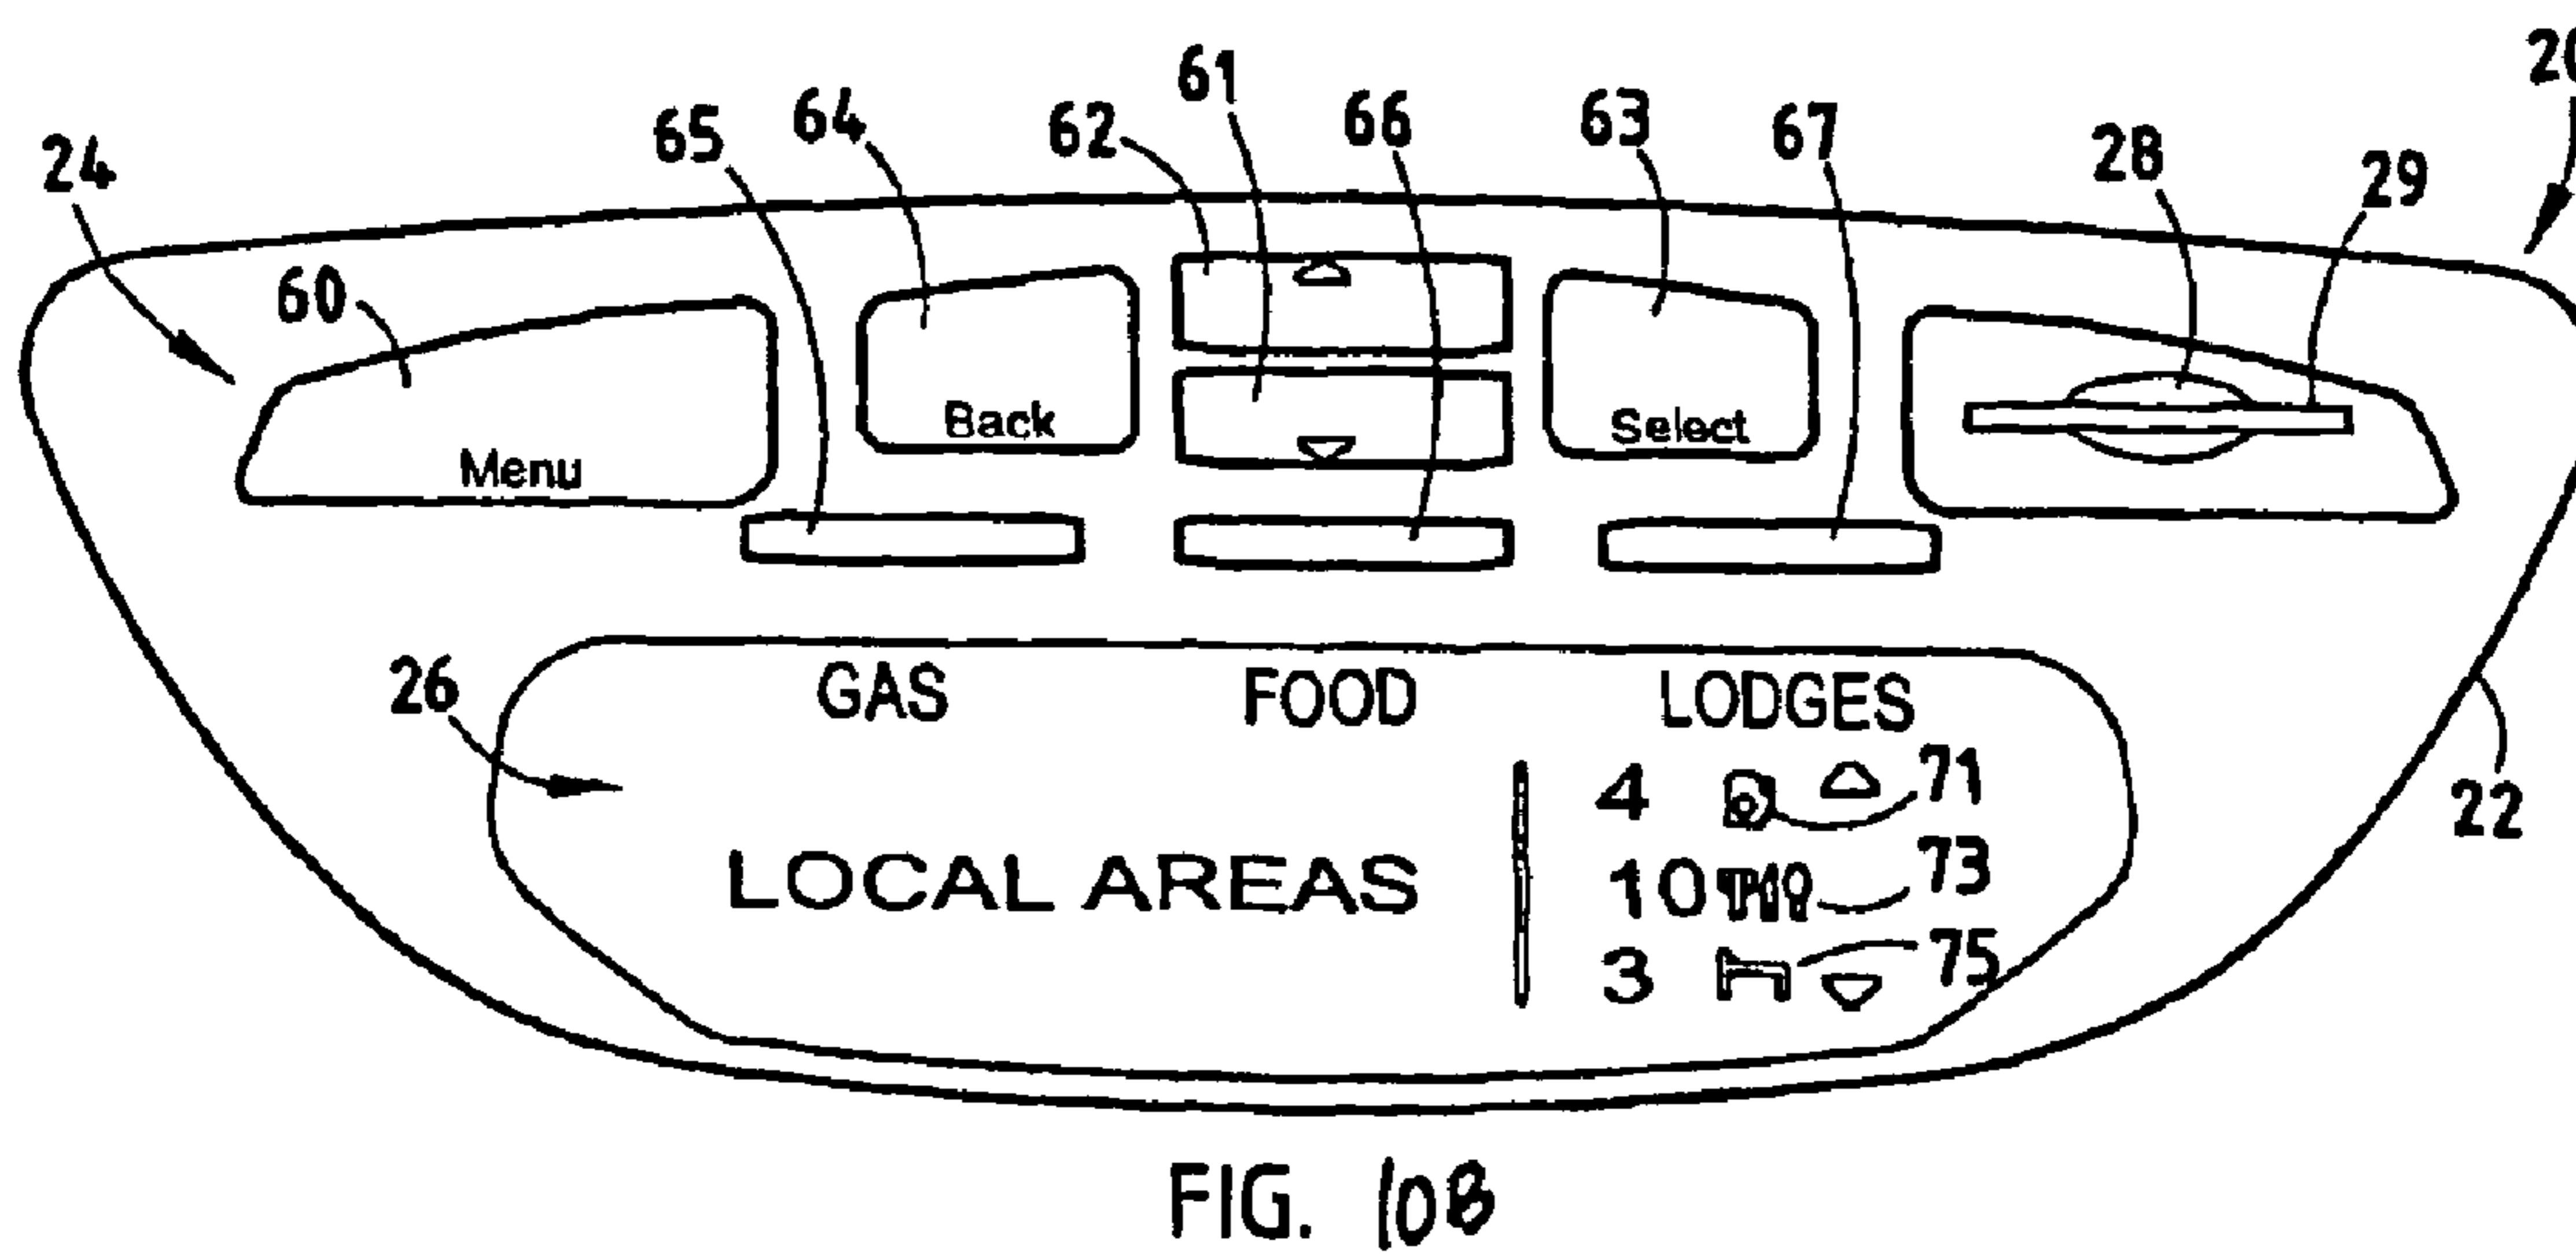 61
20
64 66 63
65 62 67 28
24 29
60
Back Select
Menu
26 GAS FOOD LODGES
4 71
22
LOCAL AREAS 10 73
3 75
FIG. 10B